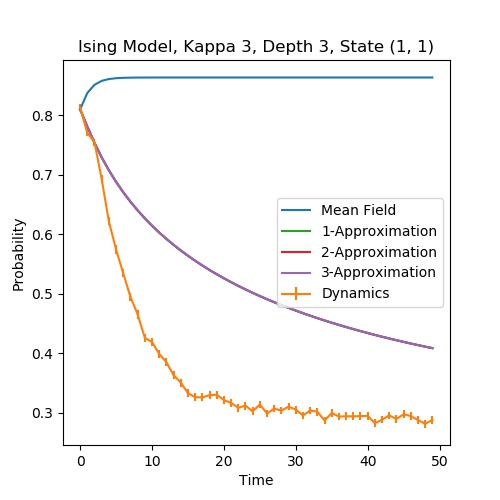 Ising Model, Kappa 3, Depth 3, State (1, 1)
0.8
0.7
0.6
0.5
0.4
0.3
Probability
Mean Field
1-Approximation
2-Approximation
3-Approximation
Dynamics
0 10 20 30 40 50
Time